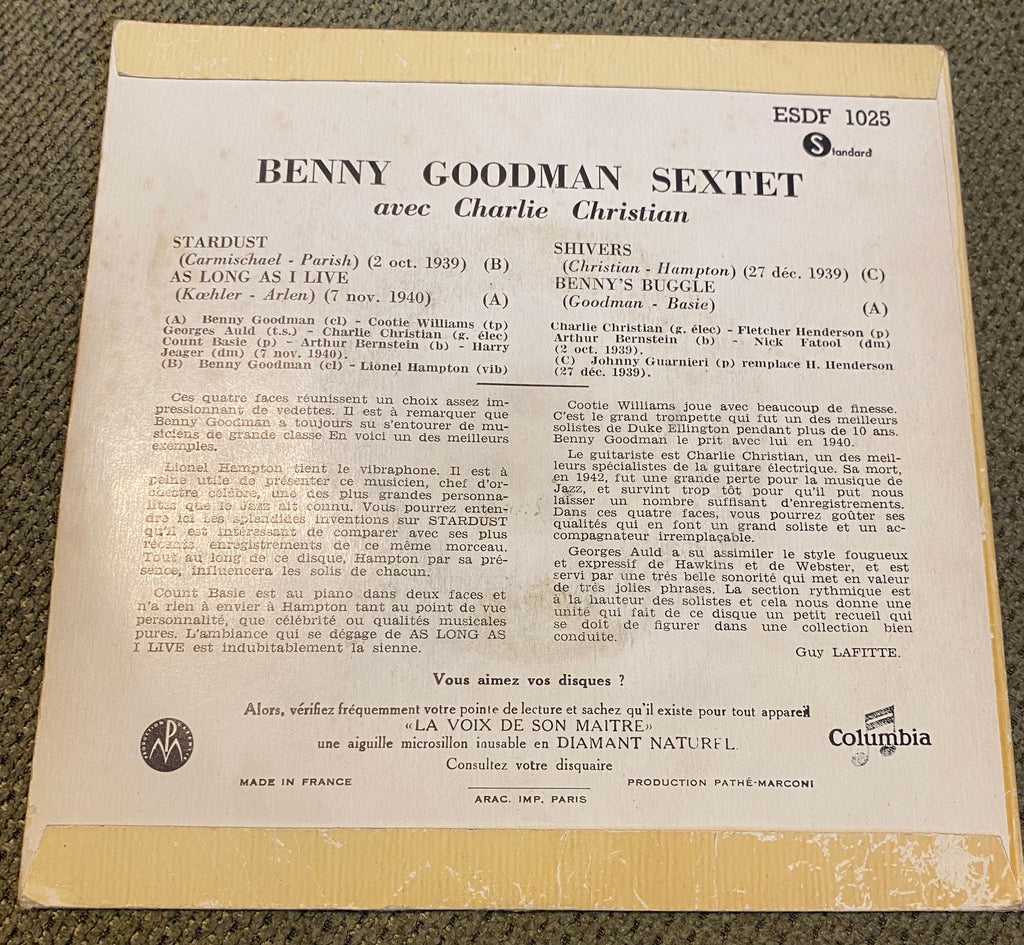 ESDF 1025
Standard
BENNY GOODMAN SEXTET
avec Charlie Christian
STARDUST
(Carmischael - Parish) (2 oct. 1939) (B)
AS LONG AS I LIVE
(Kœhler - Arlen) (7 nov. 1940) (A)
(A) Benny Goodman (cl) - Cootie Williams (tp)
Georges Auld (t.s.) - Charlie Christian (g. élec)
Count Basie (p) - Arthur Bernstein (b) - Harry
Jeager (dm) (7 nov. 1940).
(B) Benny Goodman (cl) - Lionel Hampton (vib)
SHIVERS
(Christian - Hampton) (27 déc. 1939) (C)
BENNY'S BUGGLE
(Goodman - Basie) (A)
Charlie Christian (g. élec) - Fletcher Henderson (p)
Arthur Bernstein (b) - Nick Fatool (dm)
(2 oct. 1939).
(C) Johnny Guarnieri (p) remplace H. Henderson
(27 déc. 1939).
Ces quatre faces réunissent un choix assez im-
pressionnant de vedettes. Il est à remarquer que
Benny Goodman a toujours su s'entourer de mu-
siciens de grande classe En voici un des meilleurs
exemples.
Lionel Hampton tient le vibraphone. Il est à
peine utile de présenter ce musicien, chef d'or-
chestre célèbre, une des plus grandes personna-
lités que le Jazz ait connu. Vous pourrez enten-
dre ici ses splendides inventions sur STARDUST
qu'il est intéressant de comparer avec ses plus
récents enregistrements de ce même morceau.
Tout au long de ce disque, Hampton par sa pré-
sence, influencera les solis de chacun.
Count Basie est au piano dans deux faces et
n'a rien à envier à Hampton tant au point de vue
personnalité, que célébrité ou qualités musicales
pures. L'ambiance qui se dégage de AS LONG AS
I LIVE est indubitablement la sienne.
Cootie Williams joue avec beaucoup de finesse.
C'est le grand trompette qui fut un des meilleurs
solistes de Duke Ellington pendant plus de 10 ans.
Benny Goodman le prit avec lui en 1940.
Le guitariste est Charlie Christian, un des meil-
leurs spécialistes de la guitare électrique. Sa mort,
en 1942, fut une grande perte pour la musique de
Jazz, et survint trop tôt pour qu'il put nous
laisser un nombre suffisant d'enregistrements.
Dans ces quatre faces, vous pourrez goûter ses
qualités qui en font un grand soliste et un ac-
compagnateur irremplaçable.
Georges Auld a su assimiler le style fougueux
et expressif de Hawkins et de Webster, et est
servi par une très belle sonorité qui met en valeur
de très jolies phrases. La section rythmique est
à la hauteur des solistes et cela nous donne une
unité qui fait de ce disque un petit recueil qui
se doit de figurer dans une collection bien
conduite.
Guy LAFITTE.
Vous aimez vos disques ?
Alors, vérifiez fréquemment votre pointe de lecture et sachez qu'il existe pour tout appareil
«LA VOIX DE SON MAITRE»
une aiguille microsillon inusable en DIAMANT NATUREL.
Consultez votre disquaire
Columbia
MADE IN FRANCE
PRODUCTION PATHÉ-MARCONI
ARAC. IMP. PARIS